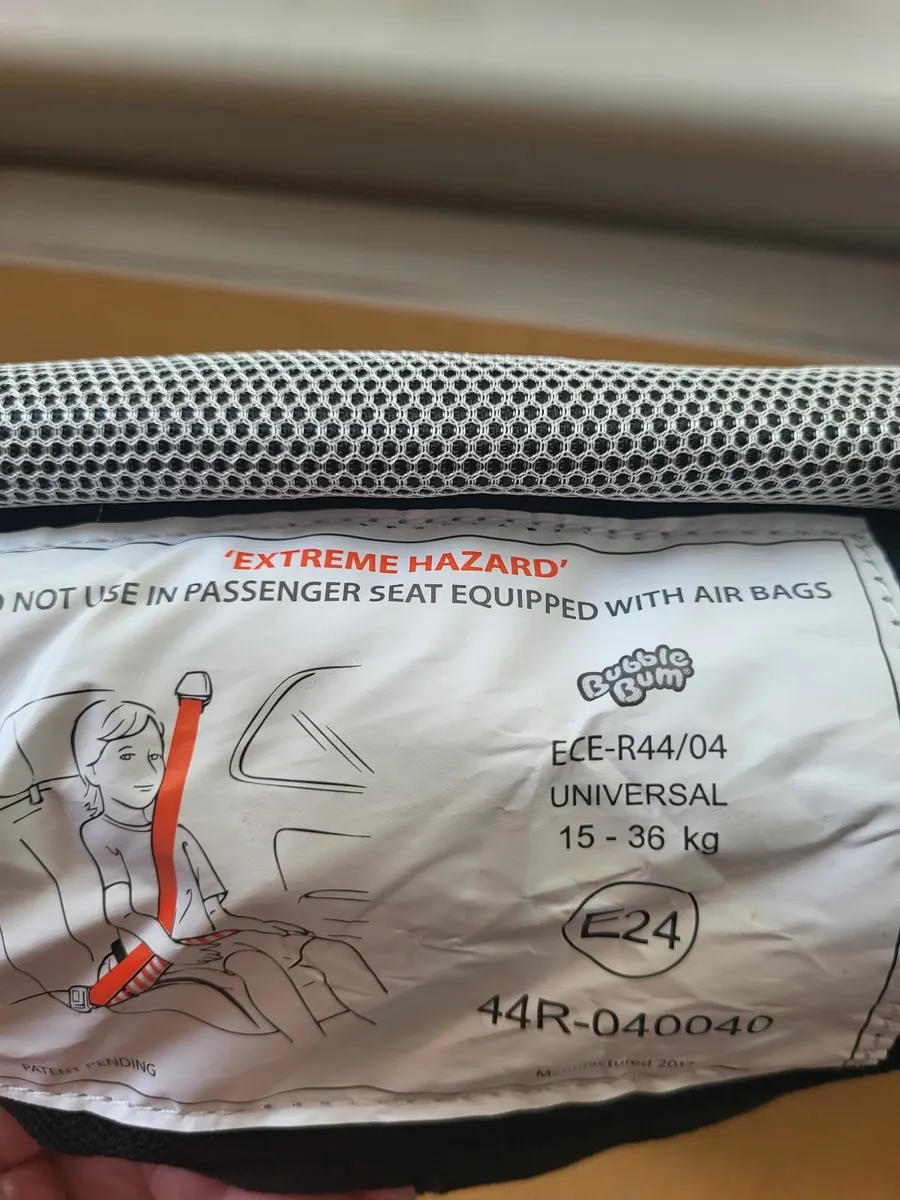 'EXTREME HAZARD'
NOT USE IN PASSENGER SEAT EQUIPPED WITH AIR BAGS
Bubble Bum®
ECE-R44/04
UNIVERSAL
15 - 36 kg
E24
44R-040040
PATENT PENDING
Manufactured